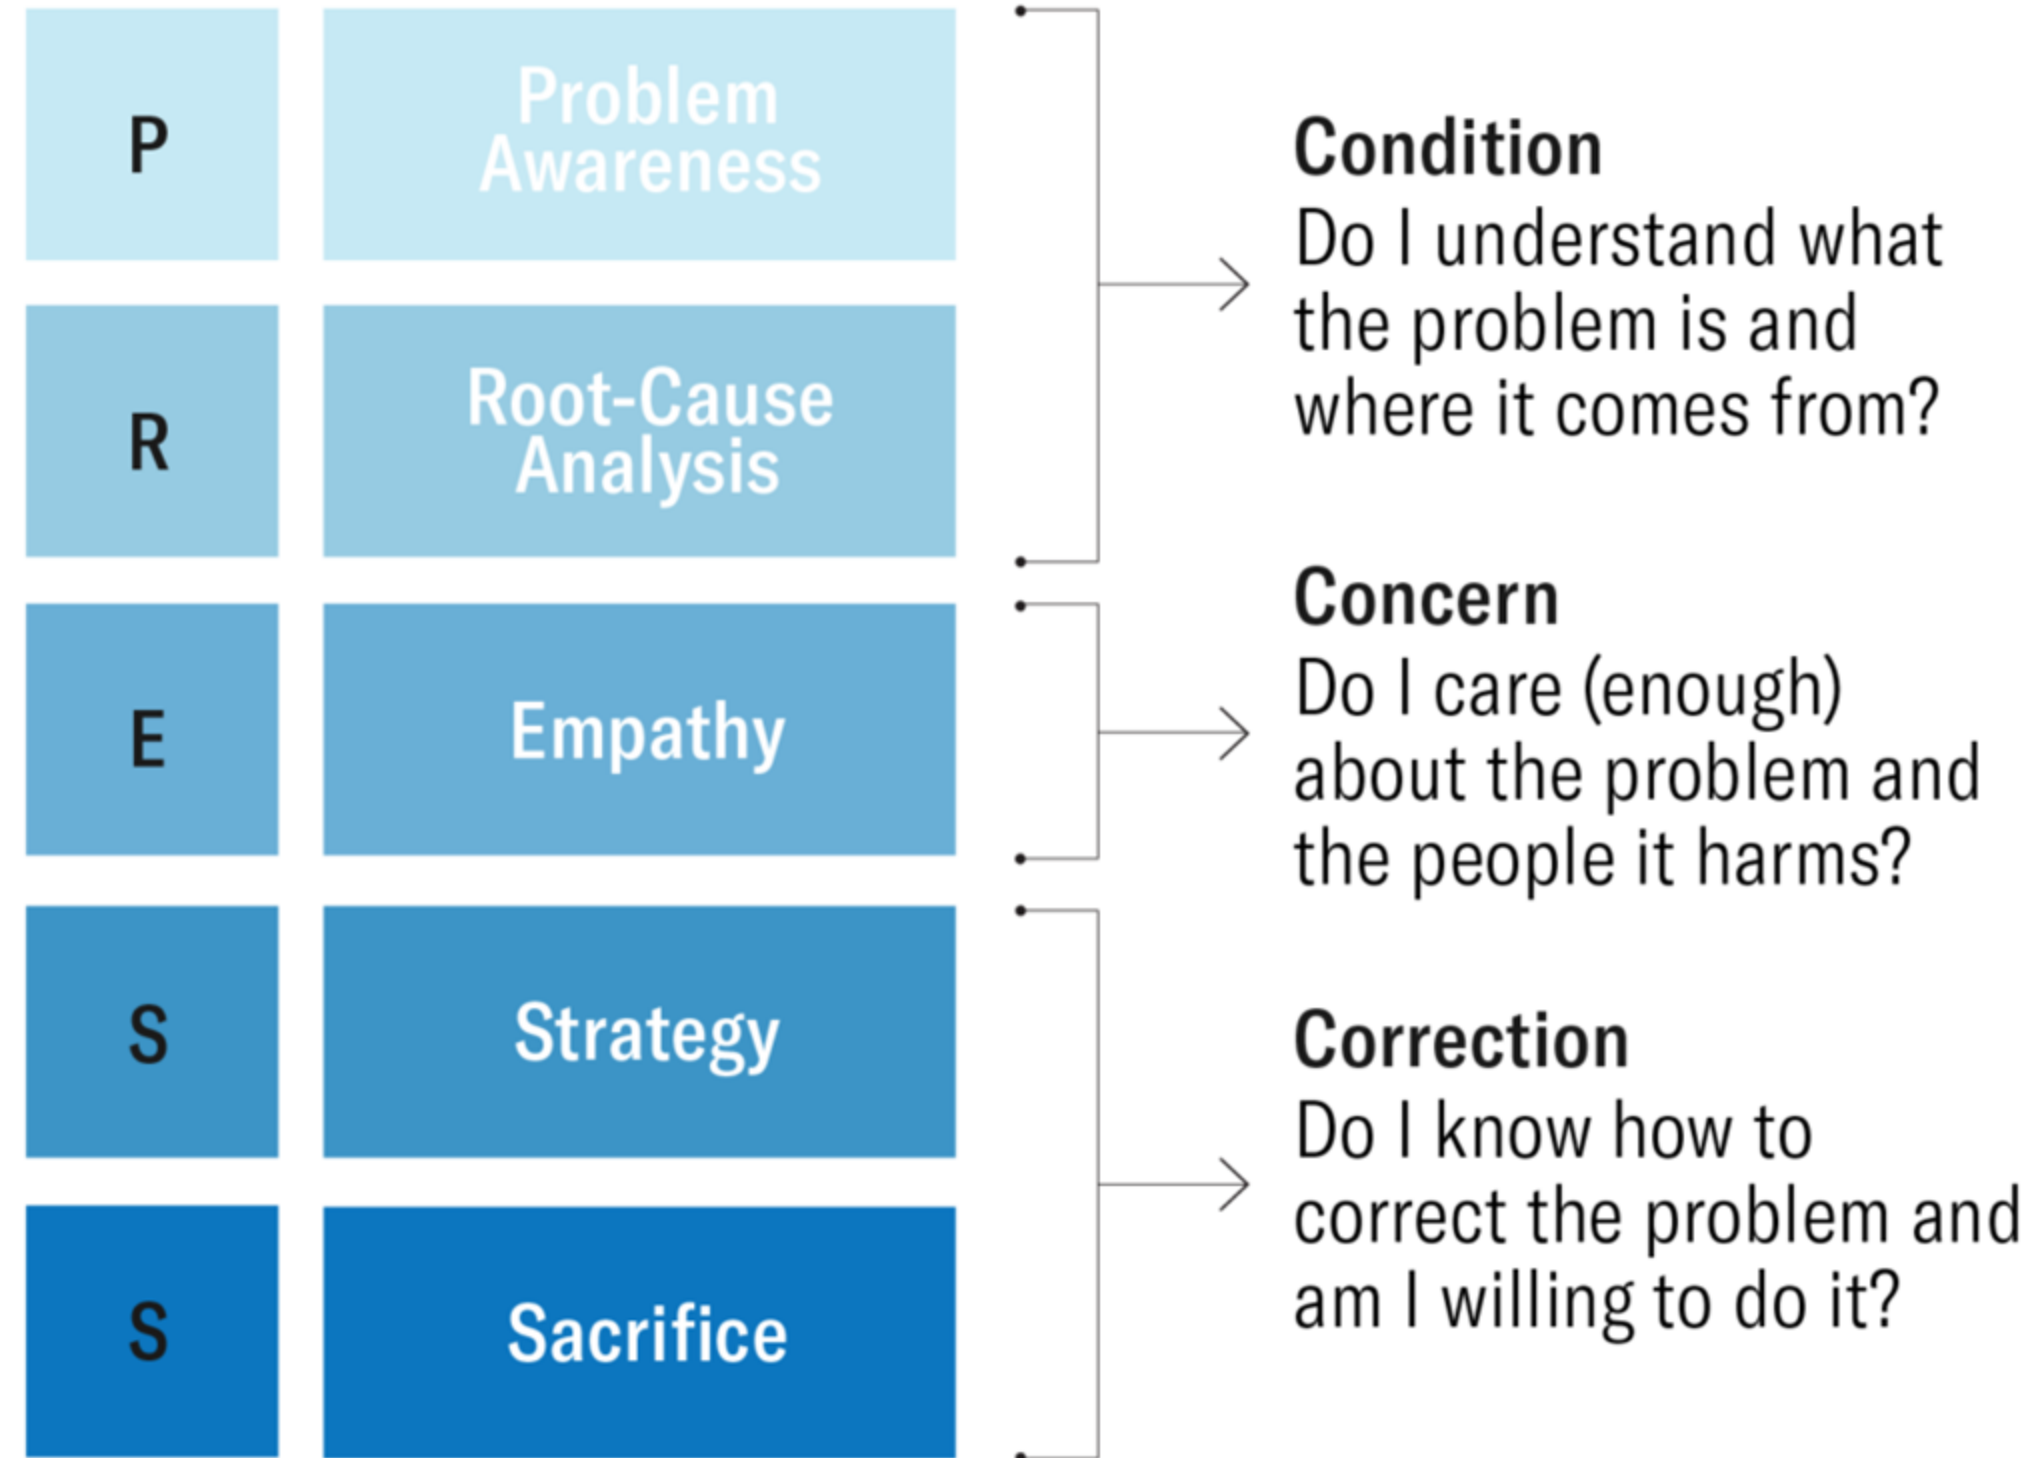 P
Problem
Awareness
R
Root-Cause
Analysis
Condition
Do I understand what
the problem is and
where it comes from?
E
Empathy
Concern
Do I care (enough)
about the problem and
the people it harms?
S
Strategy
S
Sacrifice
Correction
Do I know how to
correct the problem and
am I willing to do it?